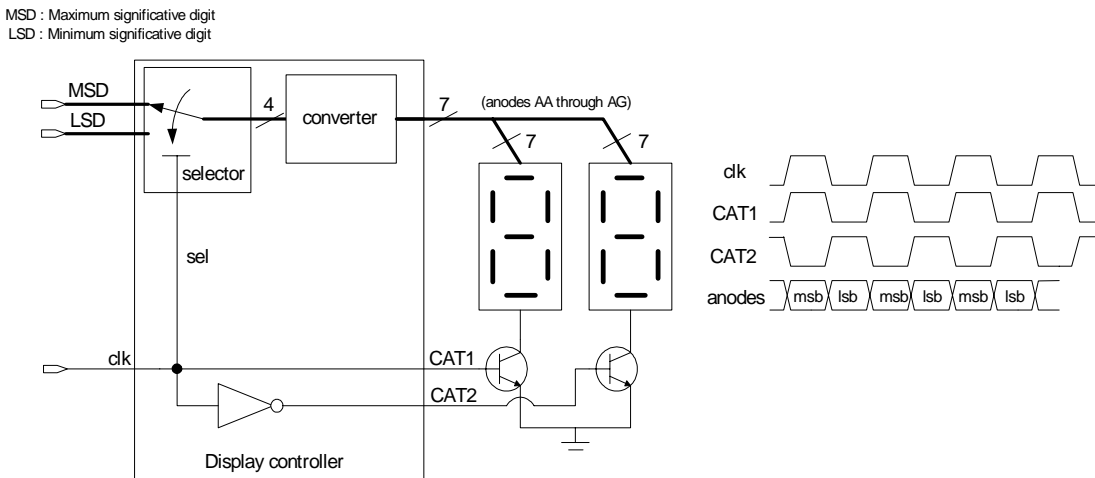 MSD : Maximum significative digit
LSD : Minimum significative digit
MSD
LSD
selector
4
converter
7
(anodes AA through AG)
7
7
sel
clk
CAT1
CAT2
Display controller
clk
CAT1
CAT2
anodes msb lsb msb lsb msb lsb